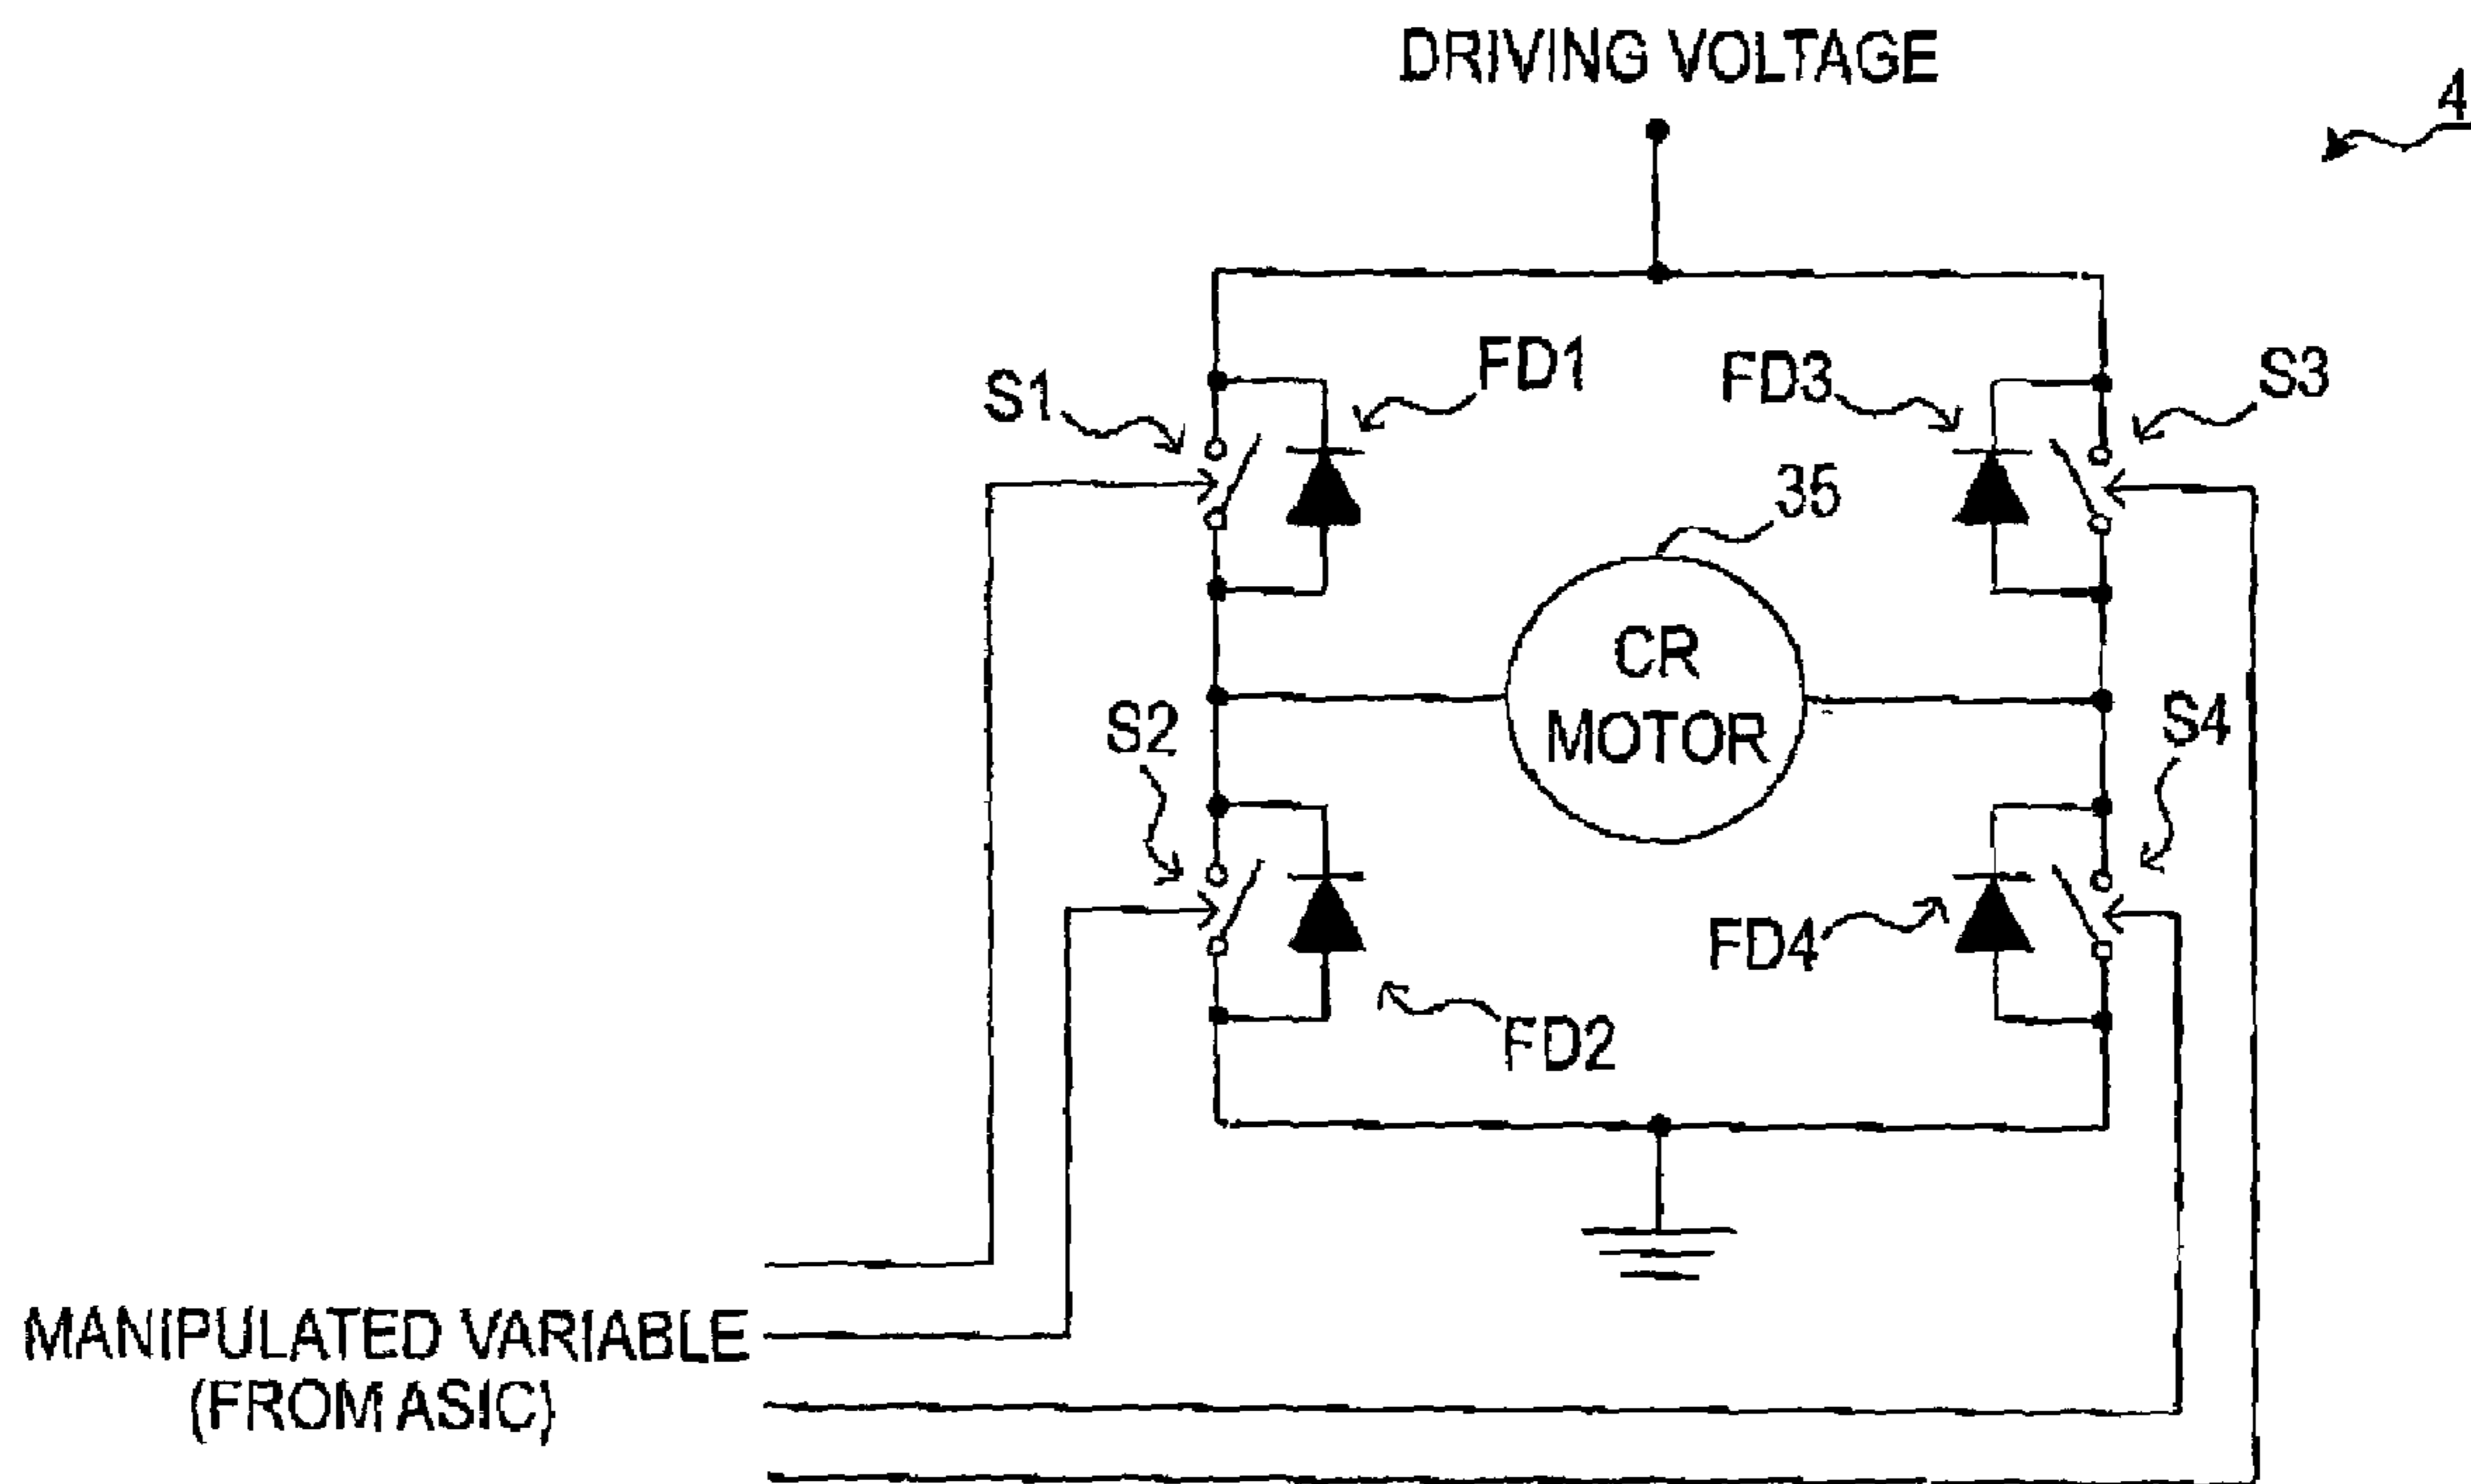 DRIVING VOLTAGE
4
S1
FD1
FD3
S3
35
CR
MOTOR
S2
S4
FD4
FD2
MANIPULATED VARIABLE
(FROM ASIC)